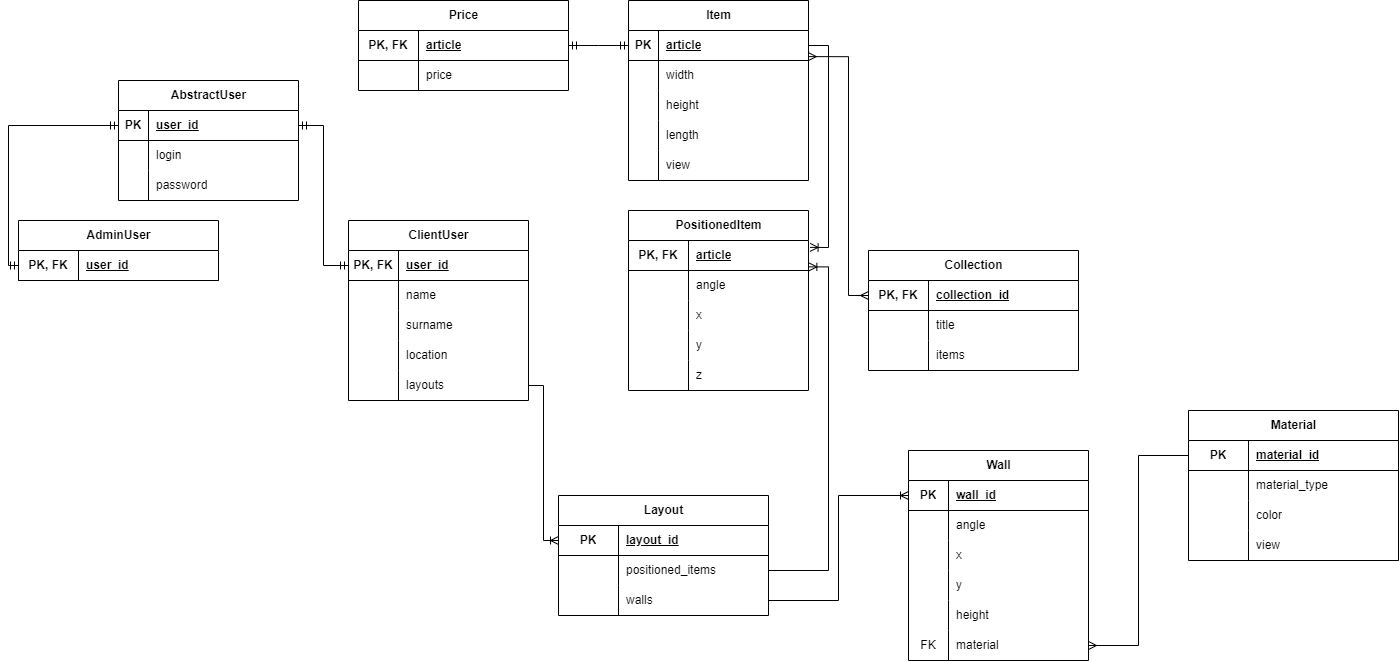 Price
PK, FK article
price
Item
PK article
width
height
length
view
AbstractUser
PK user_id
login
password
AdminUser
PK, FK user_id
ClientUser
PK, FK user_id
name
surname
location
layouts
PositionedItem
PK, FK article
angle
x
y
z
Collection
PK, FK collection_id
title
items
Layout
PK layout_id
positioned_items
walls
Wall
PK wall_id
angle
x
y
height
FK material
Material
PK material_id
material_type
color
view